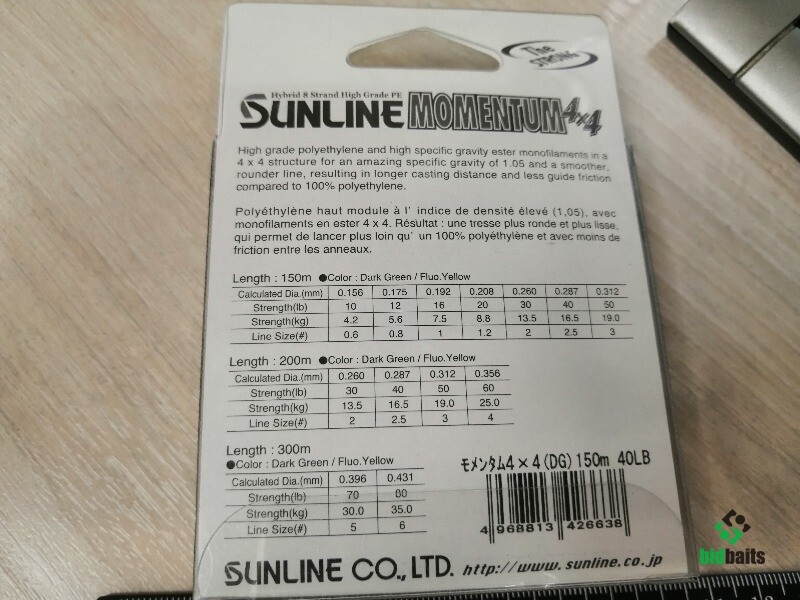 The
STRONG
Hybrid 8 Strand High Grade PE
SUNLINE MOMENTUM 4×4
High grade polyethylene and high specific gravity ester monofilaments in a
4 x 4 structure for an amazing specific gravity of 1.05 and a smoother,
rounder line, resulting in longer casting distance and less guide friction
compared to 100% polyethylene.
Polyéthylène haut module à l' indice de densité élevé (1,05), avec
monofilaments en ester 4 x 4. Résultat : une tresse plus ronde et plus lisse,
qui permet de lancer plus loin qu' un 100% polyéthylène et avec moins de
friction entre les anneaux.
Length : 150m ●Color : Dark Green / Fluo.Yellow
Calculated Dia.(mm) 0.156 0.175 0.192 0.208 0.260 0.287 0.312
Strength(lb) 10 12 16 20 30 40 50
Strength(kg) 4.2 5.6 7.5 8.8 13.5 16.5 19.0
Line Size(#) 0.6 0.8 1 1.2 2 2.5 3
Length : 200m ●Color : Dark Green / Fluo.Yellow
Calculated Dia.(mm) 0.260 0.287 0.312 0.356
Strength(lb) 30 40 50 60
Strength(kg) 13.5 16.5 19.0 25.0
Line Size(#) 2 2.5 3 4
Length : 300m
●Color : Dark Green / Fluo.Yellow
Calculated Dia.(mm) 0.396 0.431
Strength(lb) 70 80
Strength(kg) 30.0 35.0
Line Size(#) 5 6
モメンタム4×4(DG)150m 40LB
4 968813 426638
SUNLINE CO.,LTD. http://www.sunline.co.jp
bidbaits